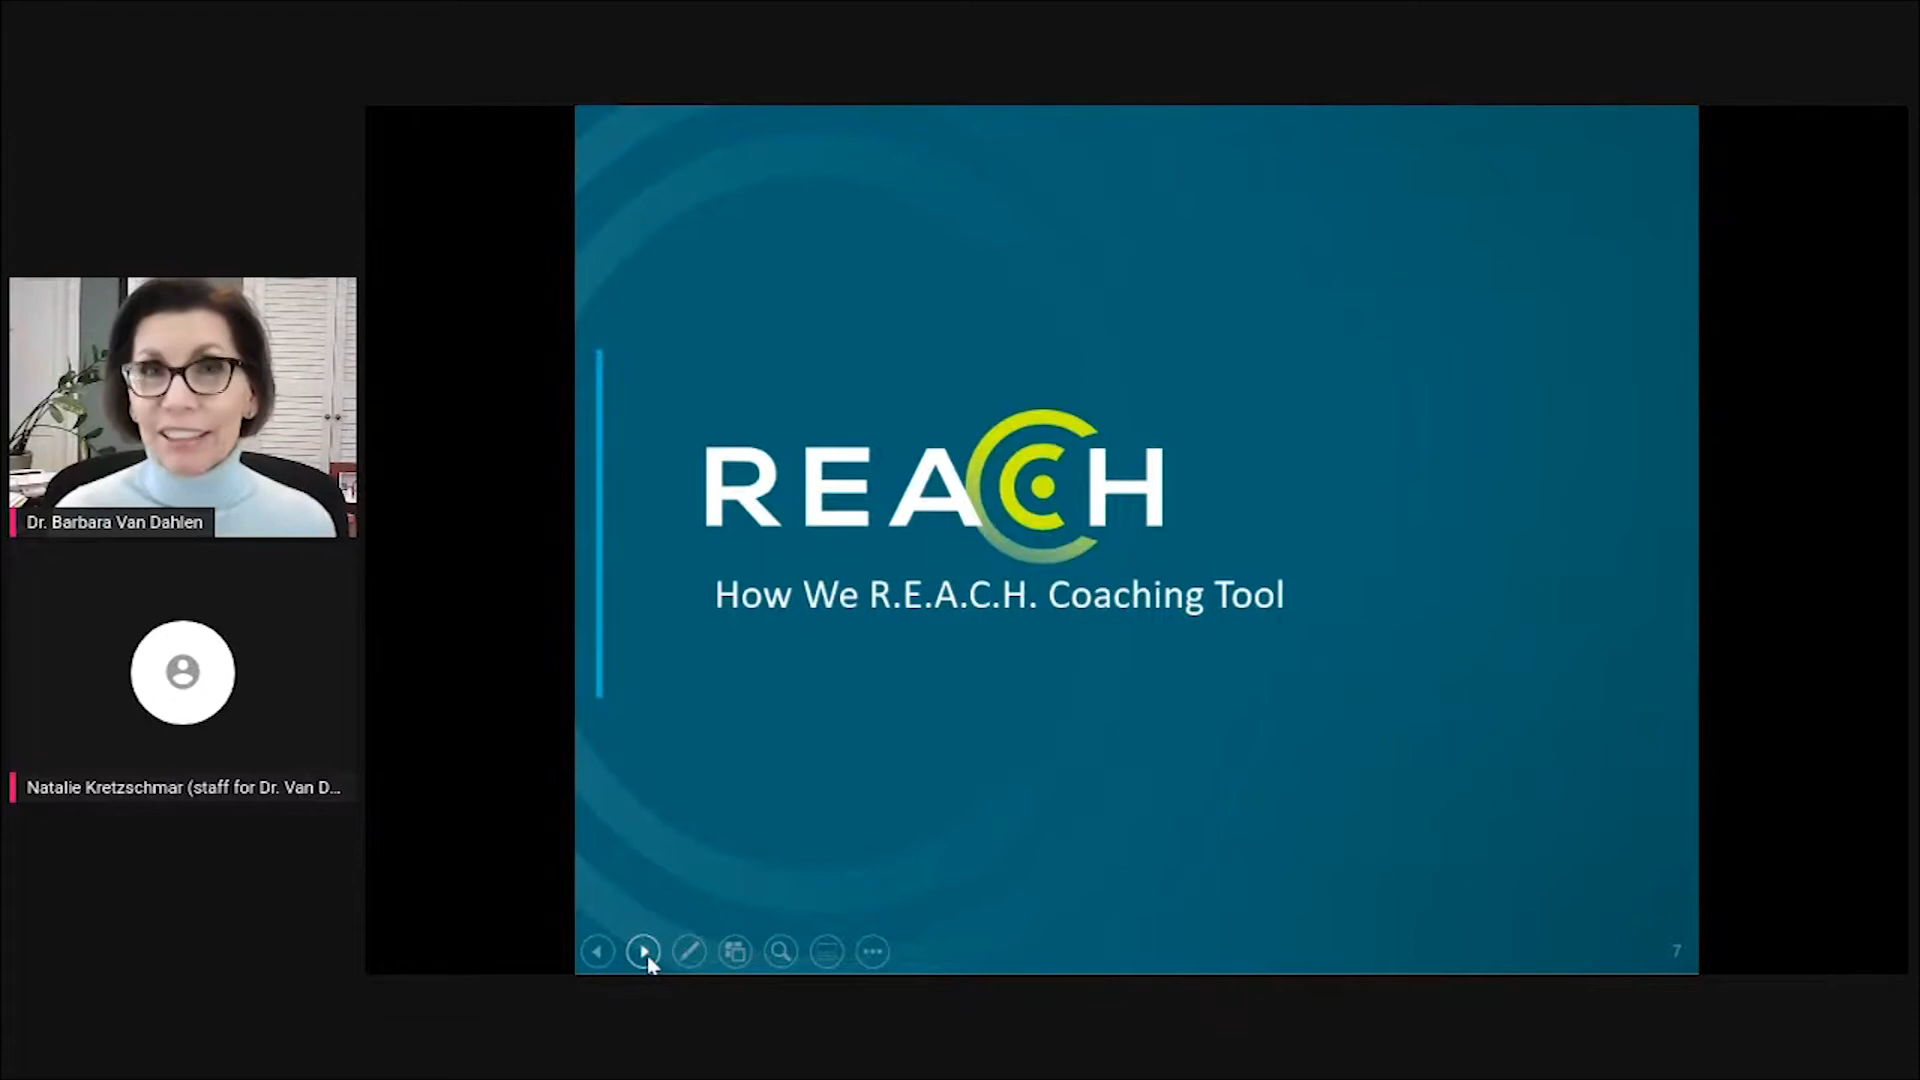 Dr. Barbara Van Dahlen
Natalie Kretzschmar (staff for Dr. Van D...
REACH
How We R.E.A.C.H. Coaching Tool
7